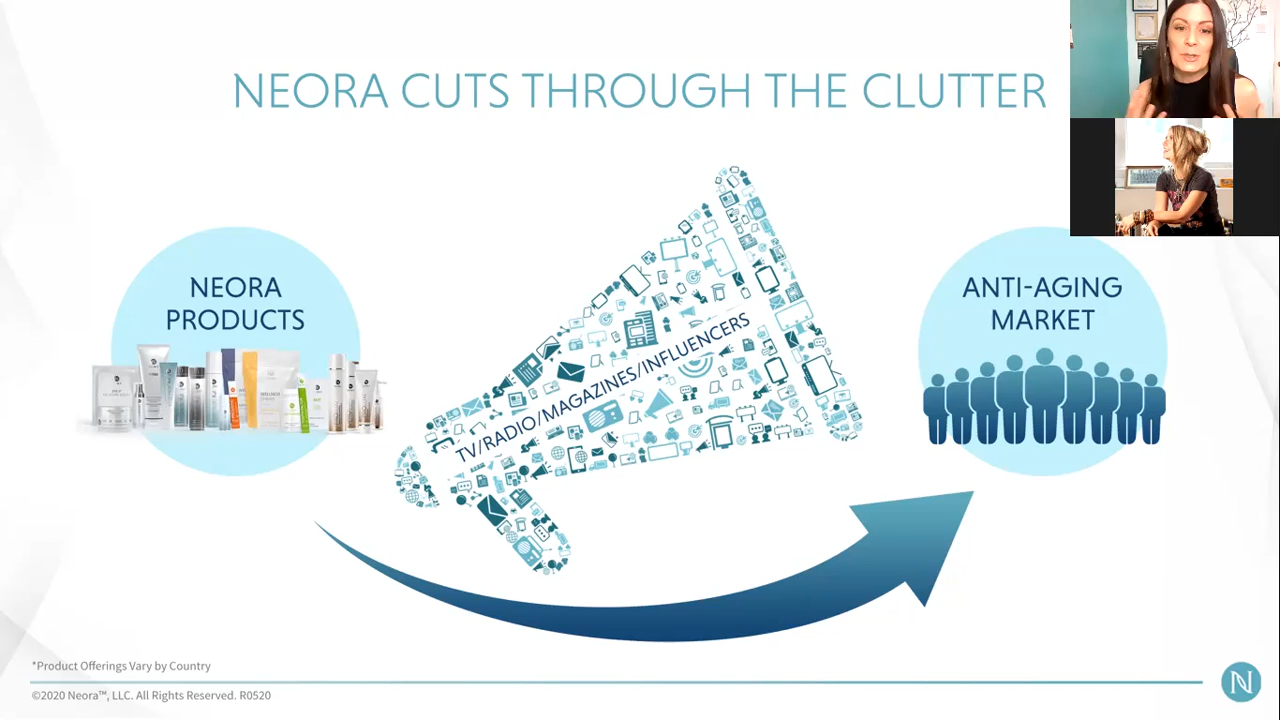 NEORA CUTS THROUGH THE CLUTTER
NEORA
PRODUCTS
TV/RADIO/MAGAZINES/INFLUENCERS
ANTI-AGING
MARKET
*Product Offerings Vary by Country
©2020 Neora™, LLC. All Rights Reserved. R0520
N